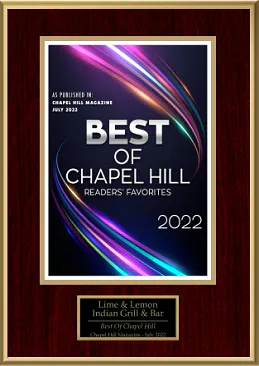 AS PUBLISHED IN:
CHAPEL HILL MAGAZINE
JULY 2022
BEST
OF
CHAPEL HILL
READERS' FAVORITES
2022
Lime & Lemon
Indian Grill & Bar
Best Of Chapel Hill
Chapel Hill Magazine - July 2022